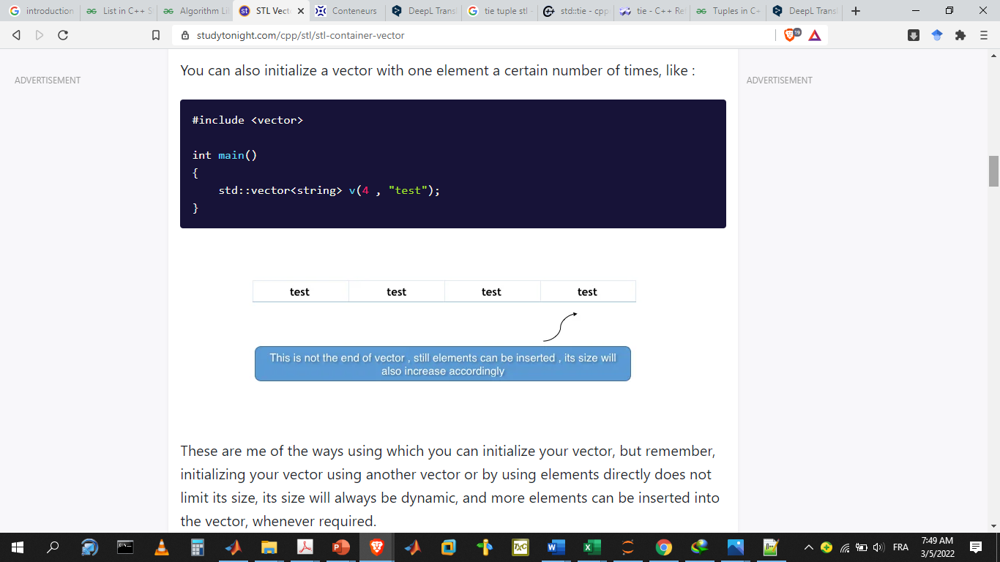 introduction
List in C++ S
Algorithm Li
STL Vect
Conteneurs
DeepL Transl
tie tuple stl -
std::tie - cpp
tie - C++ Ref
Tuples in C+
DeepL Transl
studytonight.com/cpp/stl/stl-container-vector
19
ADVERTISEMENT
You can also initialize a vector with one element a certain number of times, like :
ADVERTISEMENT
#include <vector>
int main()
{
std::vector<string> v(4 , "test");
}
test test test test
This is not the end of vector , still elements can be inserted , its size will
also increase accordingly
These are me of the ways using which you can initialize your vector, but remember,
initializing your vector using another vector or by using elements directly does not
limit its size, its size will always be dynamic, and more elements can be inserted into
the vector, whenever required.
FRA
7:49 AM
3/5/2022